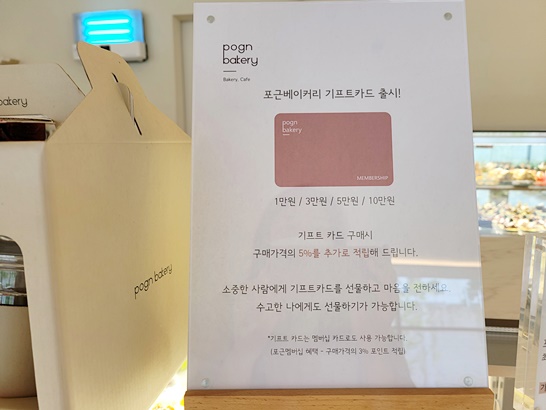 pogn
bakery
Bakery, Cafe
포근베이커리 기프트카드 출시!
pogn
bakery
MEMBERSHIP
1만원 / 3만원 / 5만원 / 10만원
기프트 카드 구매시
구매가격의 5%를 추가로 적립해 드립니다.
소중한 사람에게 기프트카드를 선물하고 마음을 전하세요.
수고한 나에게도 선물하기가 가능합니다.
*기프트 카드는 멤버십 카드로도 사용 가능합니다.
(포근멤버십 혜택 - 구매가격의 3% 포인트 적립)
bakery
pogn bakery